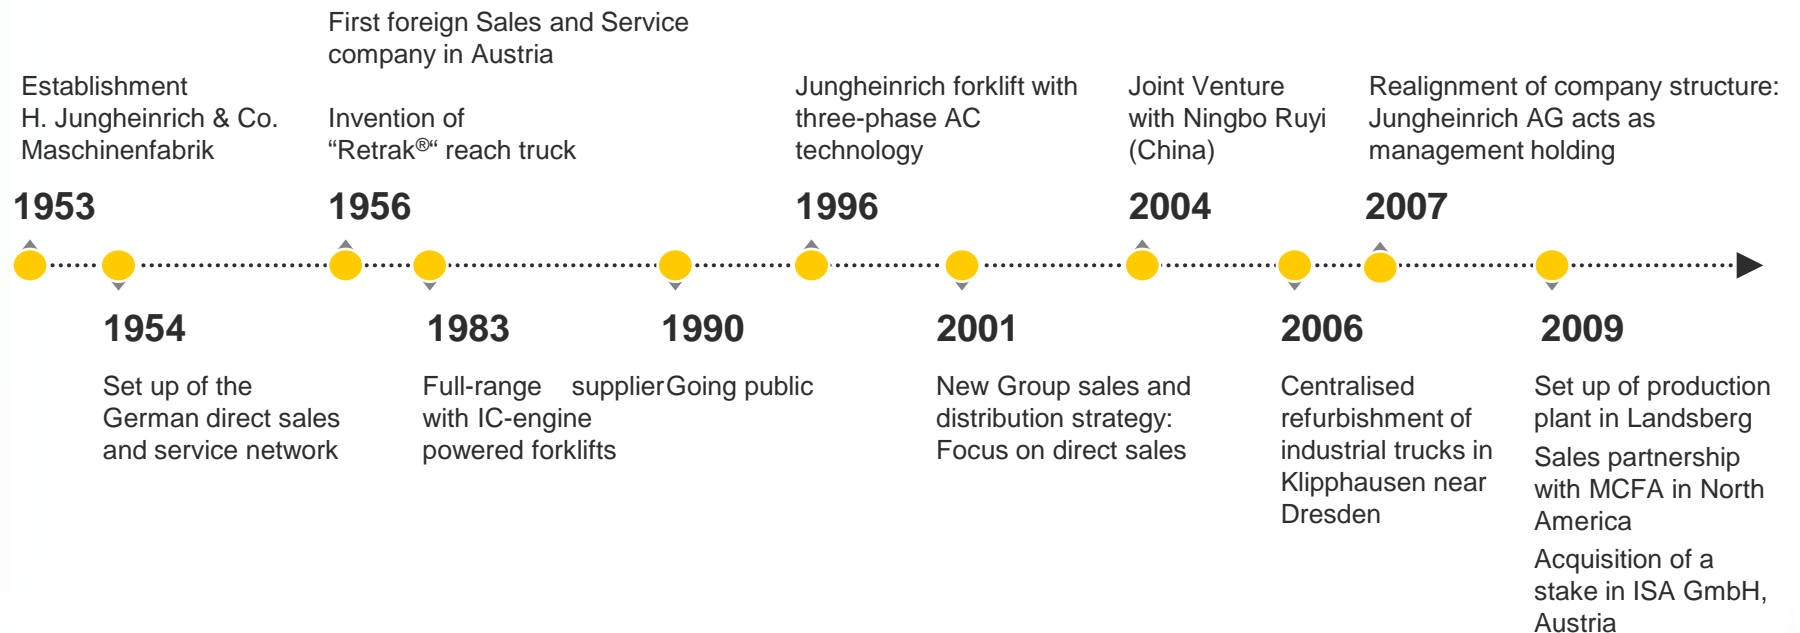 Establishment
H. Jungheinrich & Co.
Maschinenfabrik
1953
First foreign Sales and Service
company in Austria
Invention of
“Retrak®“ reach truck
1956
Jungheinrich forklift with
three-phase AC
technology
1996
Joint Venture
with Ningbo Ruyi
(China)
2004
Realignment of company structure:
Jungheinrich AG acts as
management holding
2007
1954
Set up of the
German direct sales
and service network
1983
Full-range supplier
with IC-engine
powered forklifts
1990
Going public
2001
New Group sales and
distribution strategy:
Focus on direct sales
2006
Centralised
refurbishment of
industrial trucks in
Klipphausen near
Dresden
2009
Set up of production
plant in Landsberg
Sales partnership
with MCFA in North
America
Acquisition of a
stake in ISA GmbH,
Austria